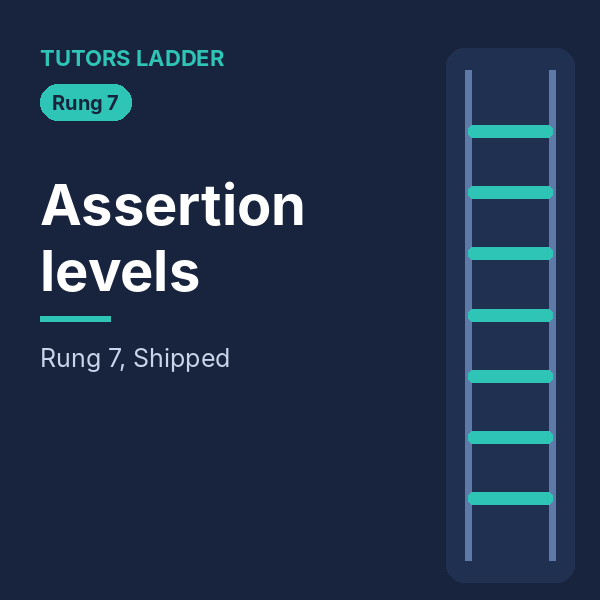 TUTORS LADDER
Rung 7
Assertion
levels
Rung 7, Shipped